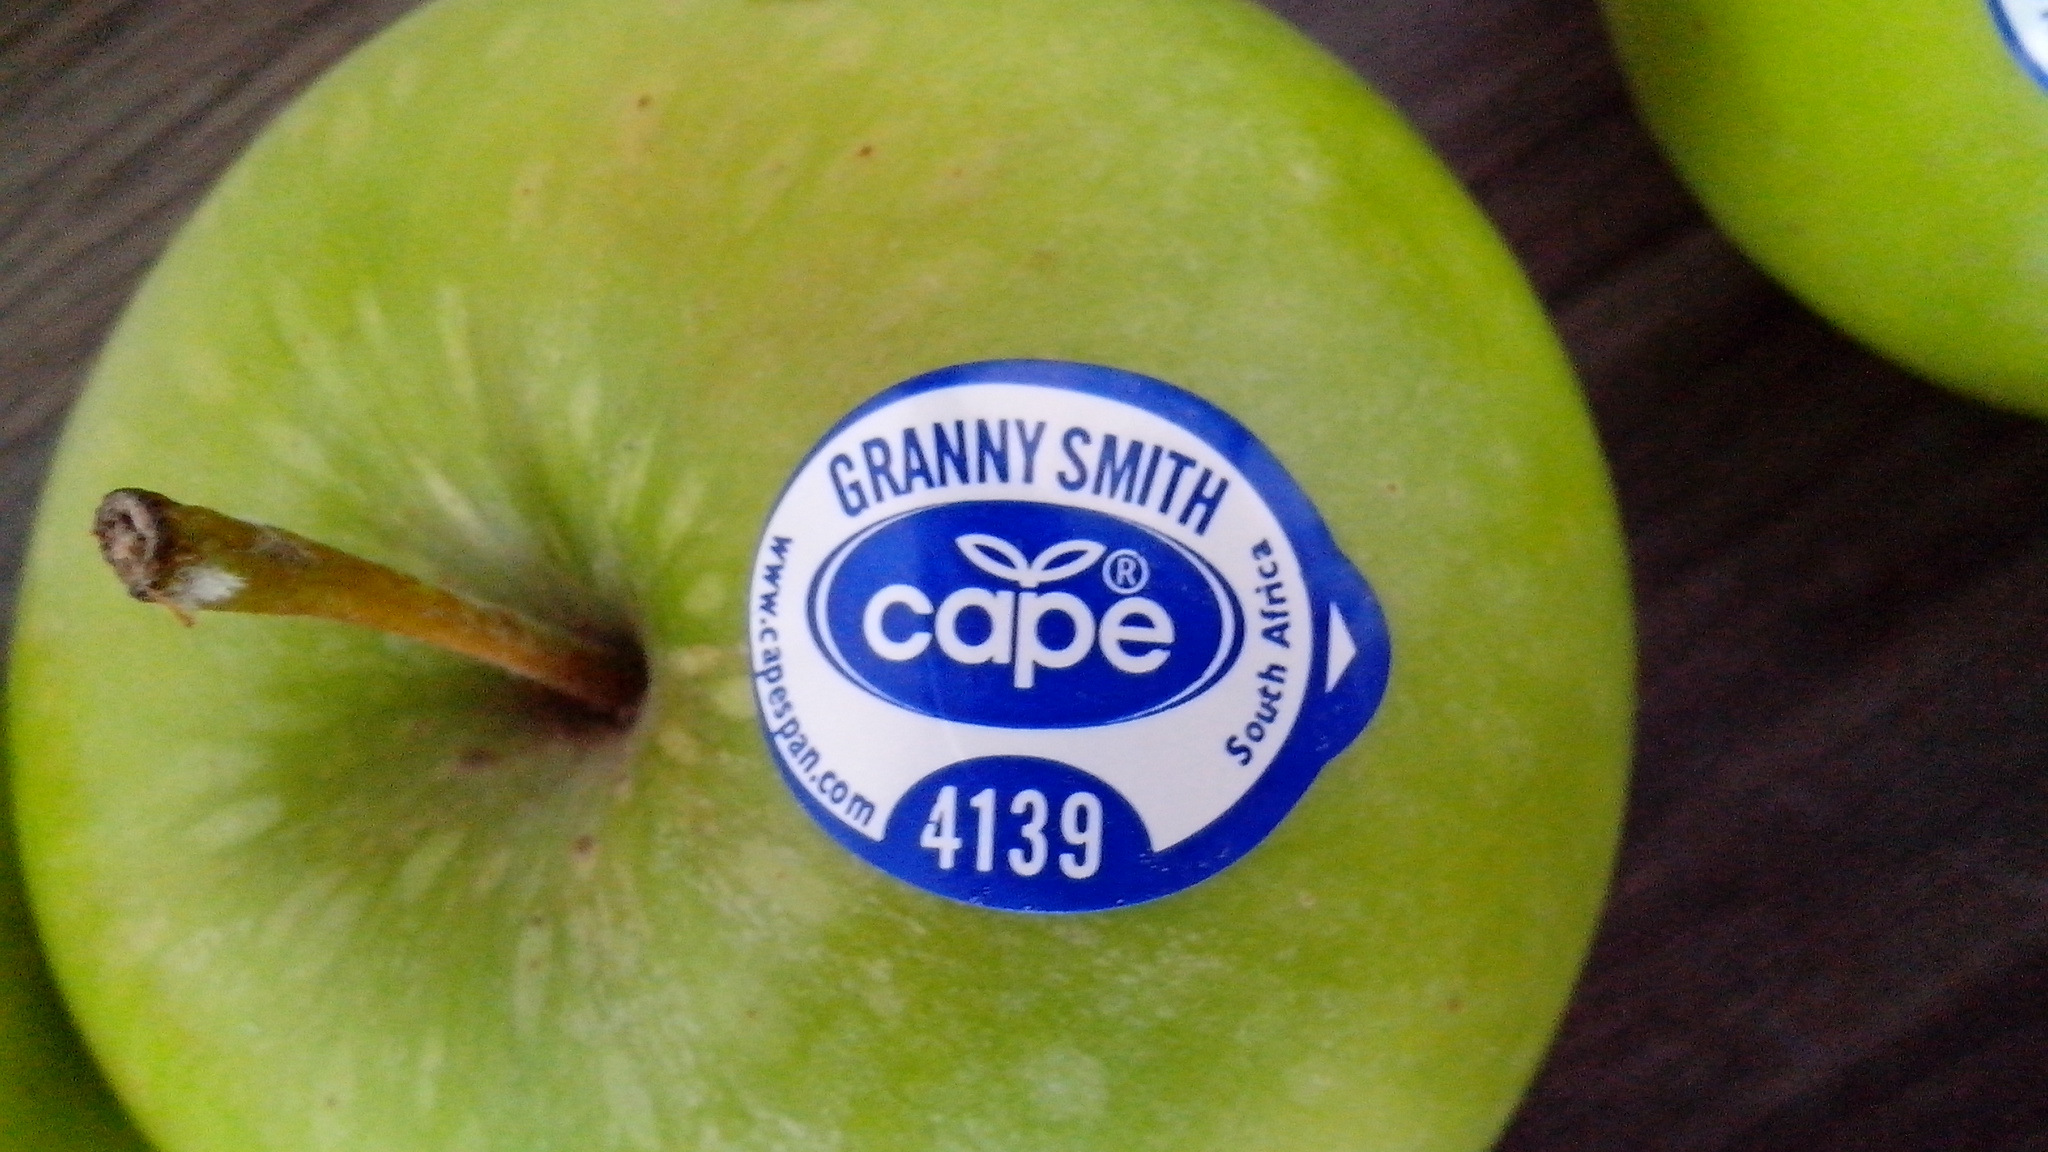 GRANNY SMITH
cape®
www.capespan.com
South Africa
4139